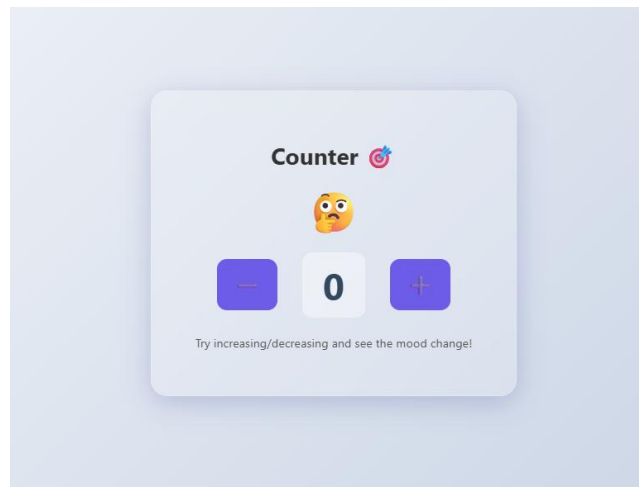 Counter 🎯
🤔
− 0 +
Try increasing/decreasing and see the mood change!